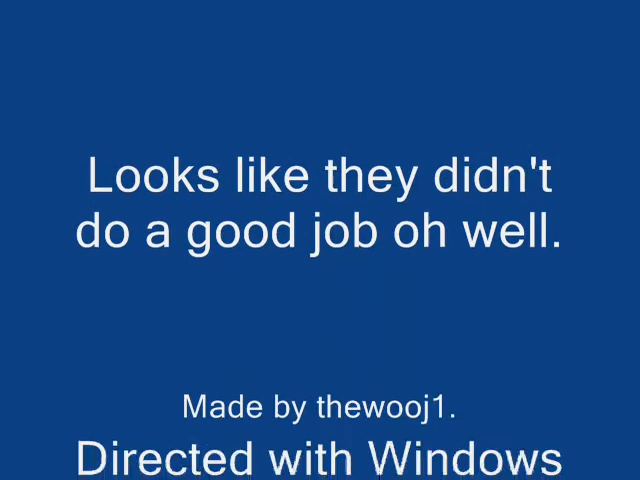 Looks like they didn't
do a good job oh well.
Made by thewooj1.
Directed with Windows